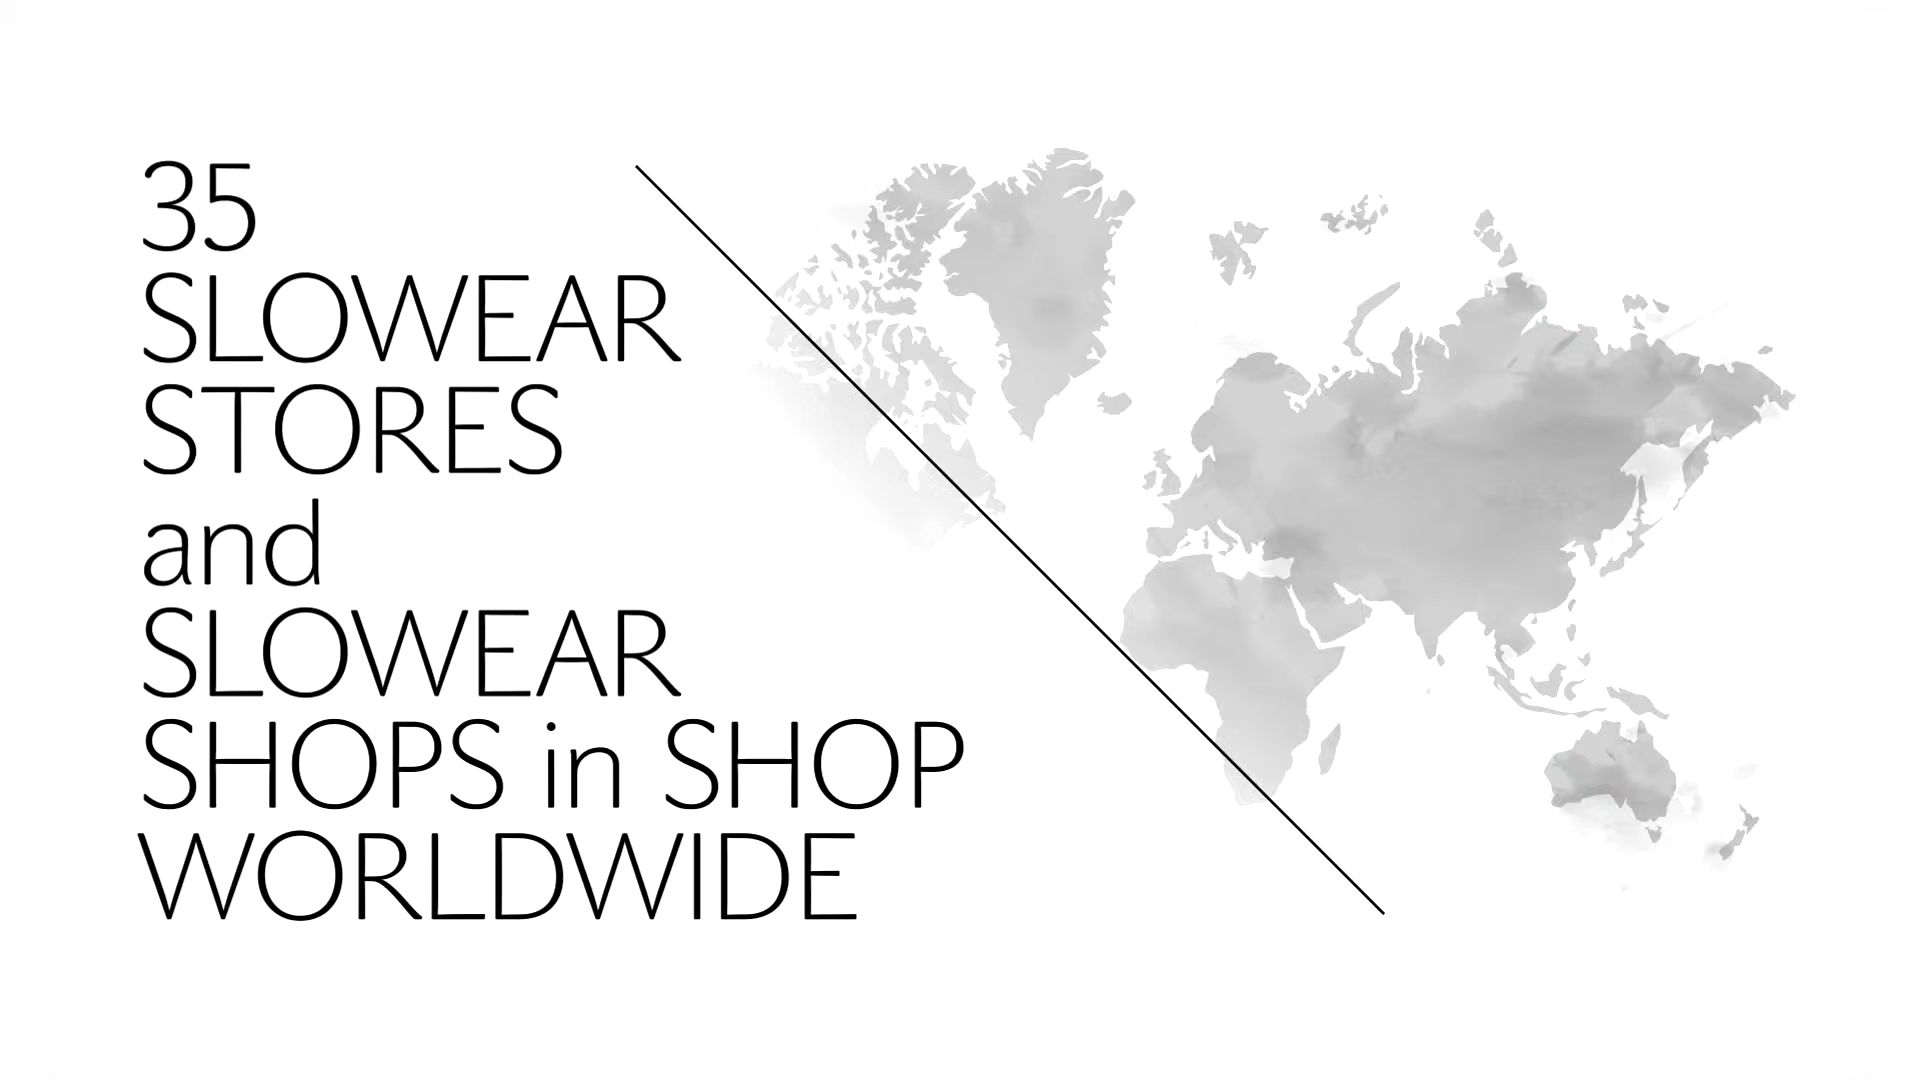 35
SLOWEAR
STORES
and
SLOWEAR
SHOPS in SHOP
WORLDWIDE